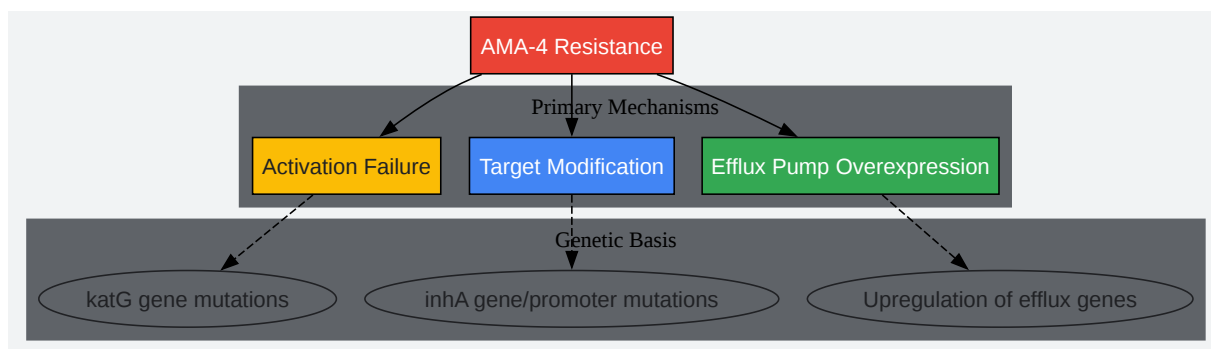 AMA-4 Resistance
Primary Mechanisms
Activation Failure
Target Modification
Efflux Pump Overexpression
Genetic Basis
katG gene mutations
inhA gene/promoter mutations
Upregulation of efflux genes